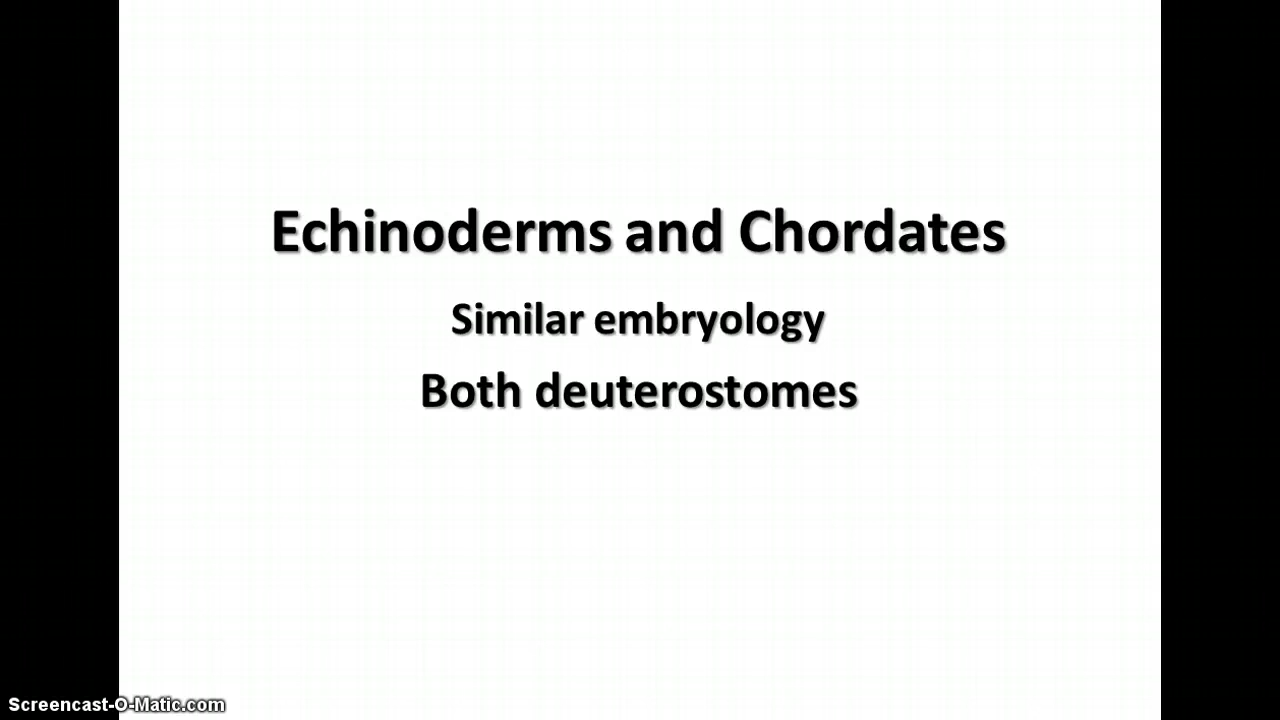 Echinoderms and Chordates
Similar embryology
Both deuterostomes
Screencast-O-Matic.com